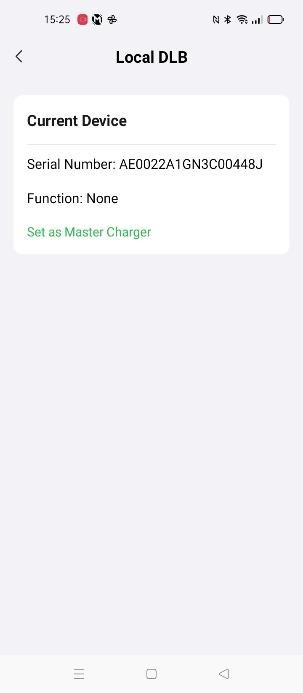 15:25
Local DLB
Current Device
Serial Number: AE0022A1GN3C00448J
Function: None
Set as Master Charger